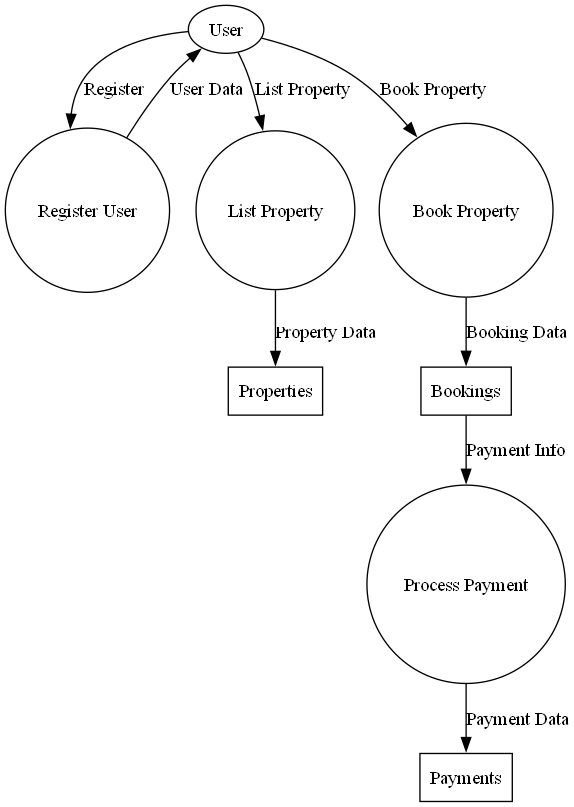 User
Register
User Data
List Property
Book Property
Register User
List Property
Book Property
Property Data
Booking Data
Properties
Bookings
Payment Info
Process Payment
Payment Data
Payments